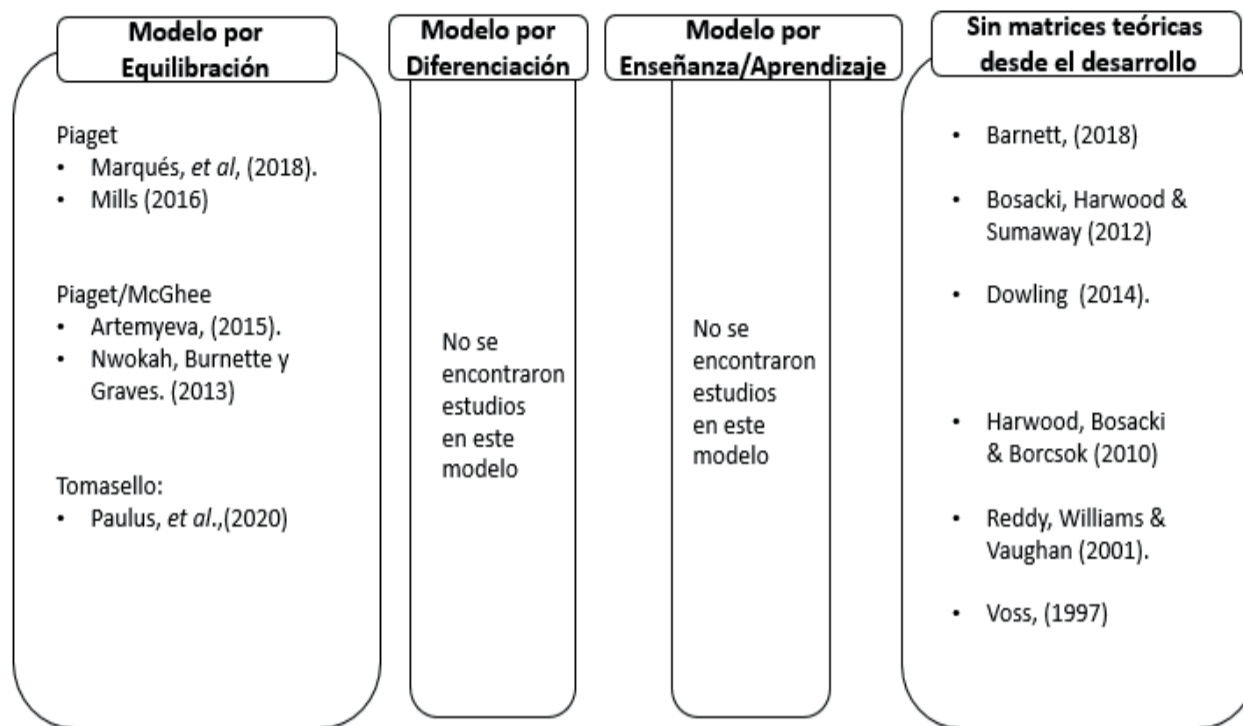 Modelo por
Equilibración
Piaget
• Marqués, et al, (2018).
• Mills (2016)
Piaget/McGhee
• Artemyeva, (2015).
• Nwokah, Burnette y
Graves. (2013)
Tomasello:
• Paulus, et al.,(2020)
Modelo por
Diferenciación
No se
encontraron
estudios
en este
modelo
Modelo por
Enseñanza/Aprendizaje
No se
encontraron
estudios
en este
modelo
Sin matrices teóricas
desde el desarrollo
• Barnett, (2018)
• Bosacki, Harwood &
Sumaway (2012)
• Dowling (2014).
• Harwood, Bosacki
& Borcsok (2010)
• Reddy, Williams &
Vaughan (2001).
• Voss, (1997)